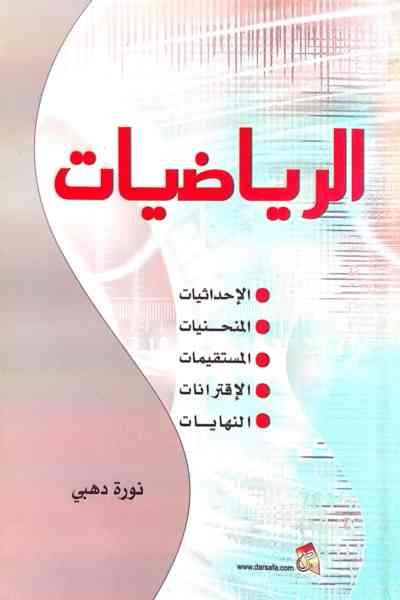 الرياضيات
الإحداثيات
المنحنيات
المستقيمات
الإقترانات
النهايات
نورة دهبي
www.darsafa.com